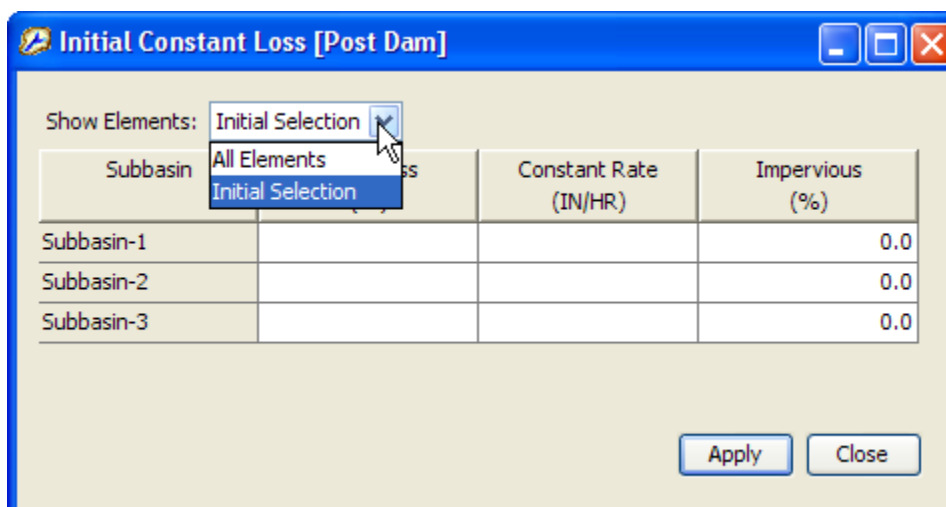 Initial Constant Loss [Post Dam]
Show Elements: Initial Selection
All Elements
Initial Selection
Subbasin Constant Rate Impervious
(IN/HR) (%)
Subbasin-1 0.0
Subbasin-2 0.0
Subbasin-3 0.0
Apply Close